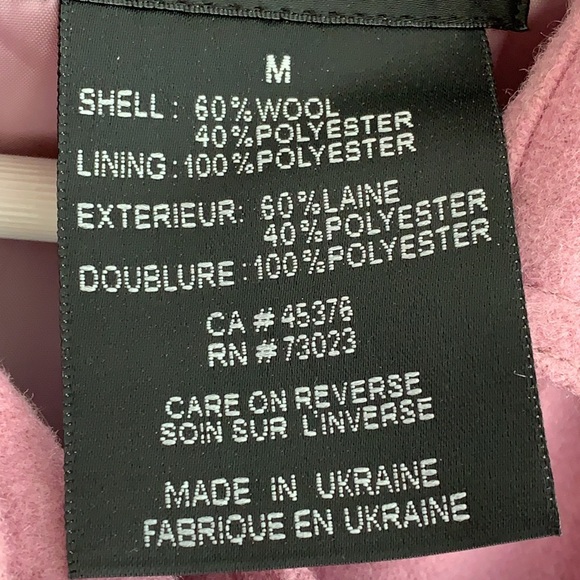 M
SHELL: 60% WOOL
40% POLYESTER
LINING: 100% POLYESTER
EXTERIEUR: 60% LAINE
40% POLYESTER
DOUBLURE: 100% POLYESTER
CA # 45376
RN # 73023
CARE ON REVERSE
SOIN SUR L'INVERSE
MADE IN UKRAINE
FABRIQUE EN UKRAINE